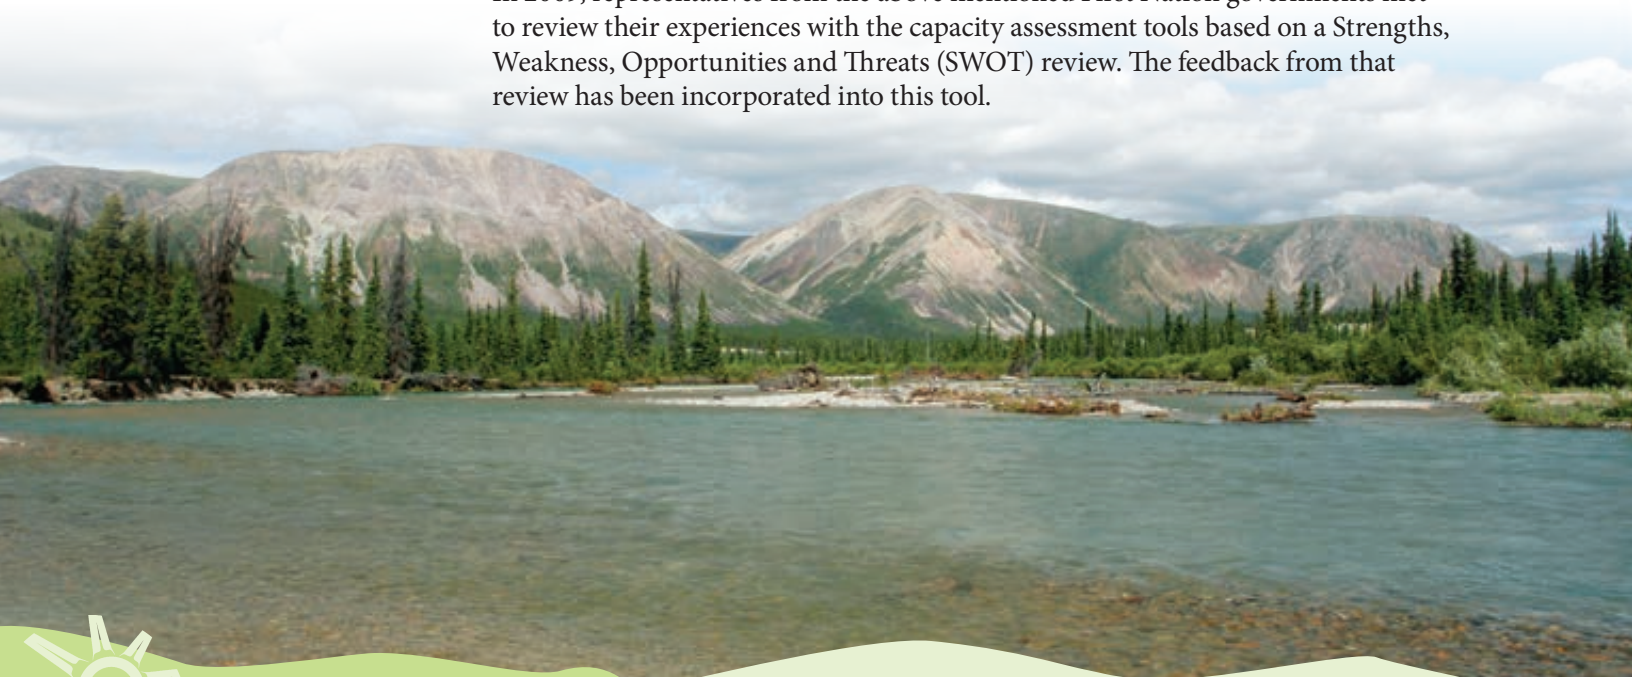 to review their experiences with the capacity assessment tools based on a Strengths,
Weakness, Opportunities and Threats (SWOT) review. The feedback from that
review has been incorporated into this tool.